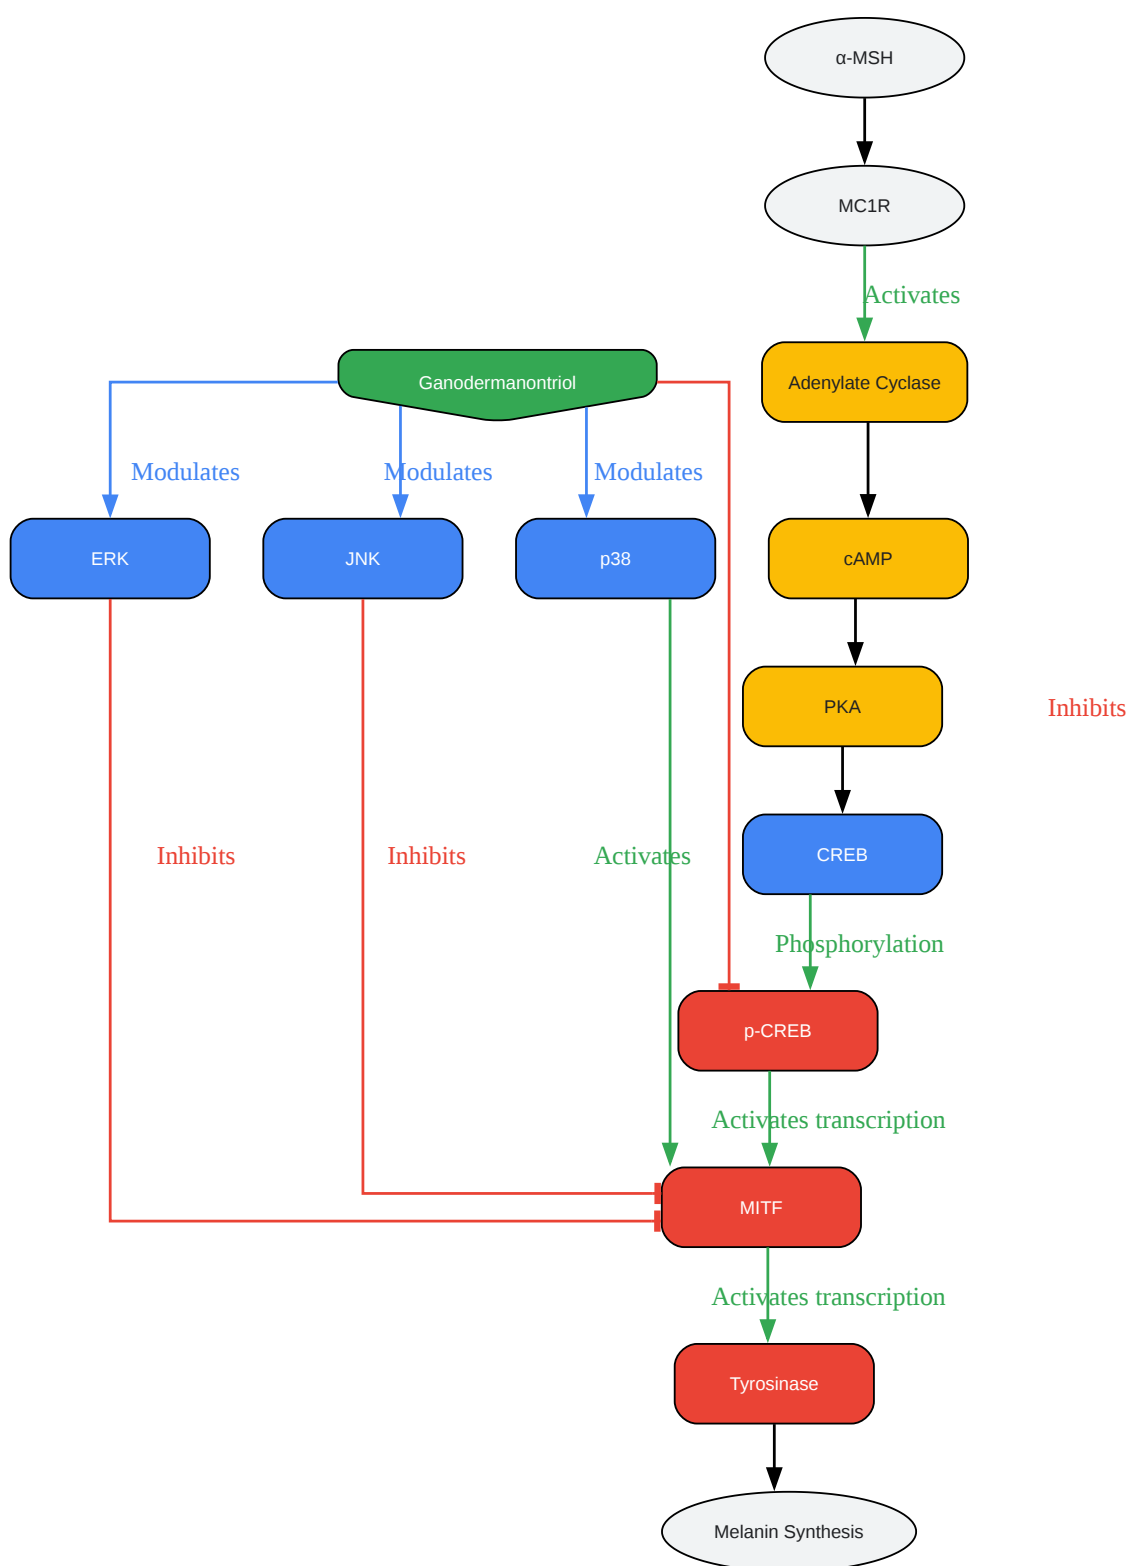 α-MSH
MC1R
Activates
Ganodermanontriol
Adenylate Cyclase
Modulates
Modulates
Modulates
ERK
JNK
p38
cAMP
PKA
Inhibits
Inhibits
Inhibits
Activates
CREB
Phosphorylation
p-CREB
Activates transcription
MITF
Activates transcription
Tyrosinase
Melanin Synthesis